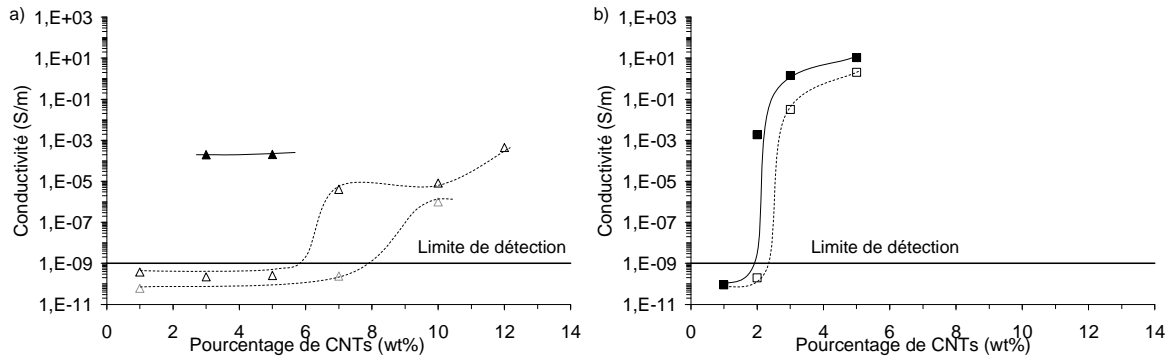 a)
1,E+03
1,E+01
1,E-01
1,E-03
1,E-05
1,E-07
1,E-09
1,E-11
Conductivité (S/m)
Limite de détection
0 2 4 6 8 10 12 14
Pourcentage de CNTs (wt%)
b)
1,E+03
1,E+01
1,E-01
1,E-03
1,E-05
1,E-07
1,E-09
1,E-11
Conductivité (S/m)
Limite de détection
0 2 4 6 8 10 12 14
Pourcentage de CNTs (wt%)